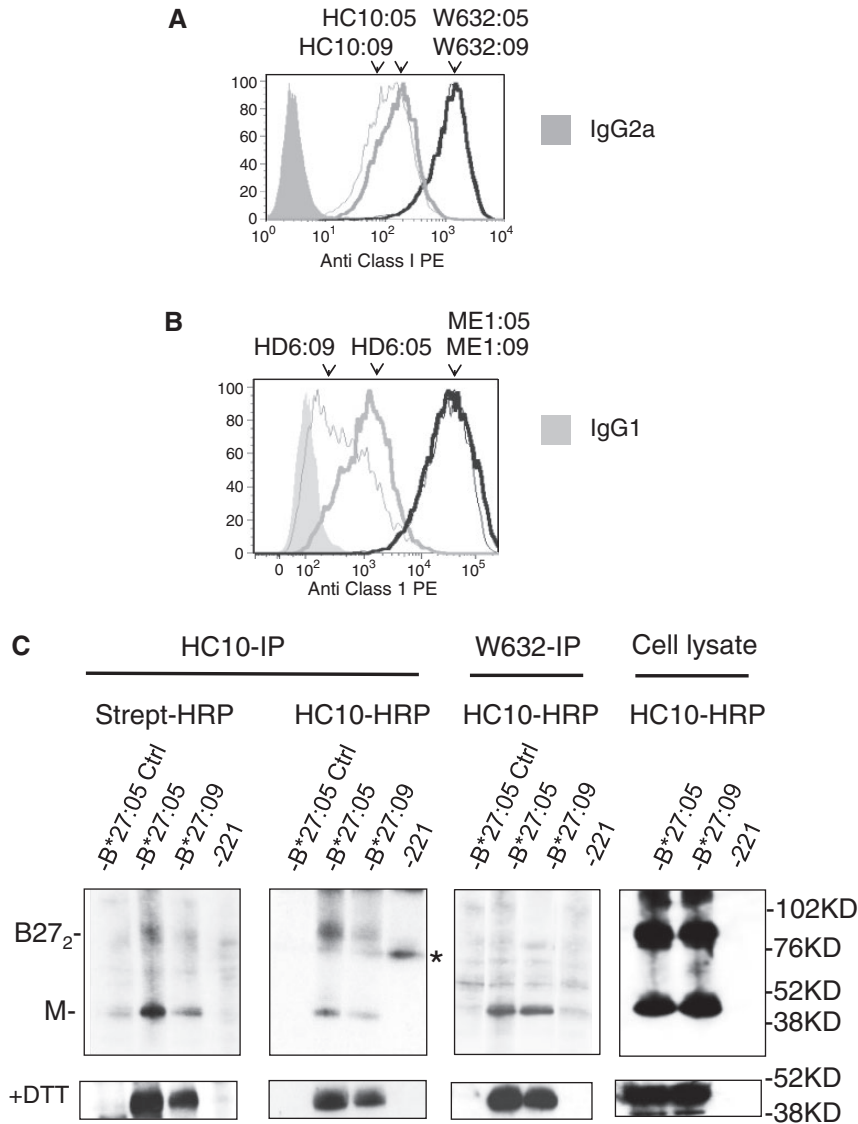 A
HC10:05 W632:05
HC10:09 W632:09
100
80
60
40
20
0
10^0 10^1 10^2 10^3 10^4
Anti Class I PE
IgG2a
B
ME1:05
HD6:09 HD6:05 ME1:09
100
80
60
40
20
0
0 10^2 10^3 10^4 10^5
Anti Class 1 PE
IgG1
C
HC10-IP W632-IP Cell lysate
Strept-HRP HC10-HRP HC10-HRP HC10-HRP
-B*27:05 Ctrl
-B*27:05
-B*27:09
-221
-B*27:05 Ctrl
-B*27:05
-B*27:09
-221
-B*27:05 Ctrl
-B*27:05
-B*27:09
-221
-B*27:05
-B*27:09
-221
B27₂-
M-
*
-102KD
-76KD
-52KD
-38KD
+DTT
-52KD
-38KD